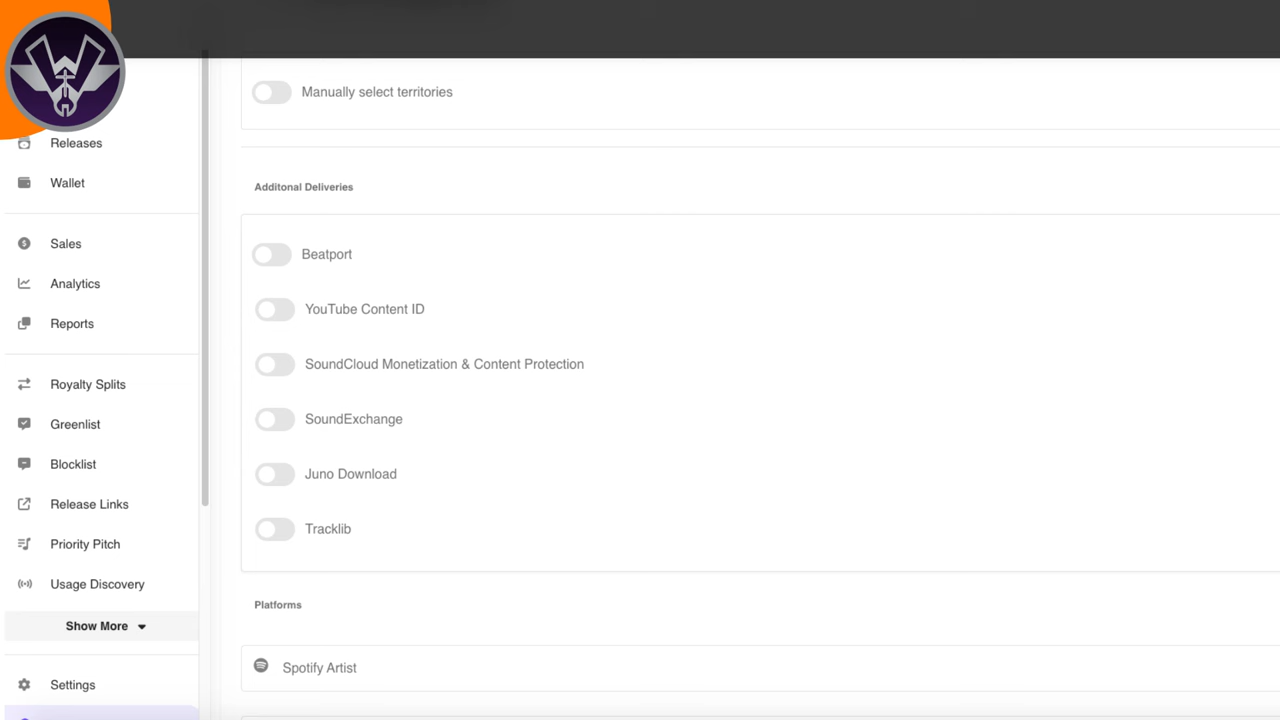 Releases
Wallet
Sales
Analytics
Reports
Royalty Splits
Greenlist
Blocklist
Release Links
Priority Pitch
Usage Discovery
Show More
Settings
Manually select territories
Additonal Deliveries
Beatport
YouTube Content ID
SoundCloud Monetization & Content Protection
SoundExchange
Juno Download
Tracklib
Platforms
Spotify Artist